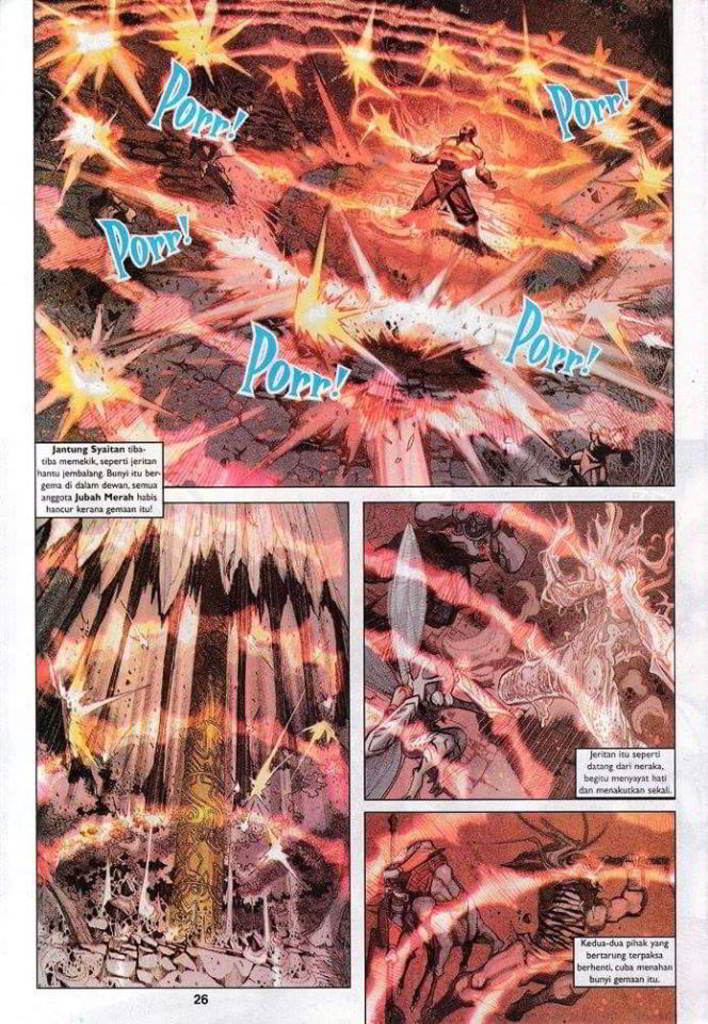 Porr!
Porr!
Porr!
Porr!
Porr!
Jantung Syaitan tiba-
tiba memekik, seperti jeritan
hantu jembalang. Bunyi itu ber-
gema di dalam dewan, semua
anggota Jubah Merah habis
hancur kerana gemaan itu!
Jeritan itu seperti
datang dari neraka,
begitu menyayat hati
dan menakutkan sekali.
Kedua-dua pihak yang
bertarung terpaksa
berhenti, cuba menahan
bunyi gemaan itu.
26